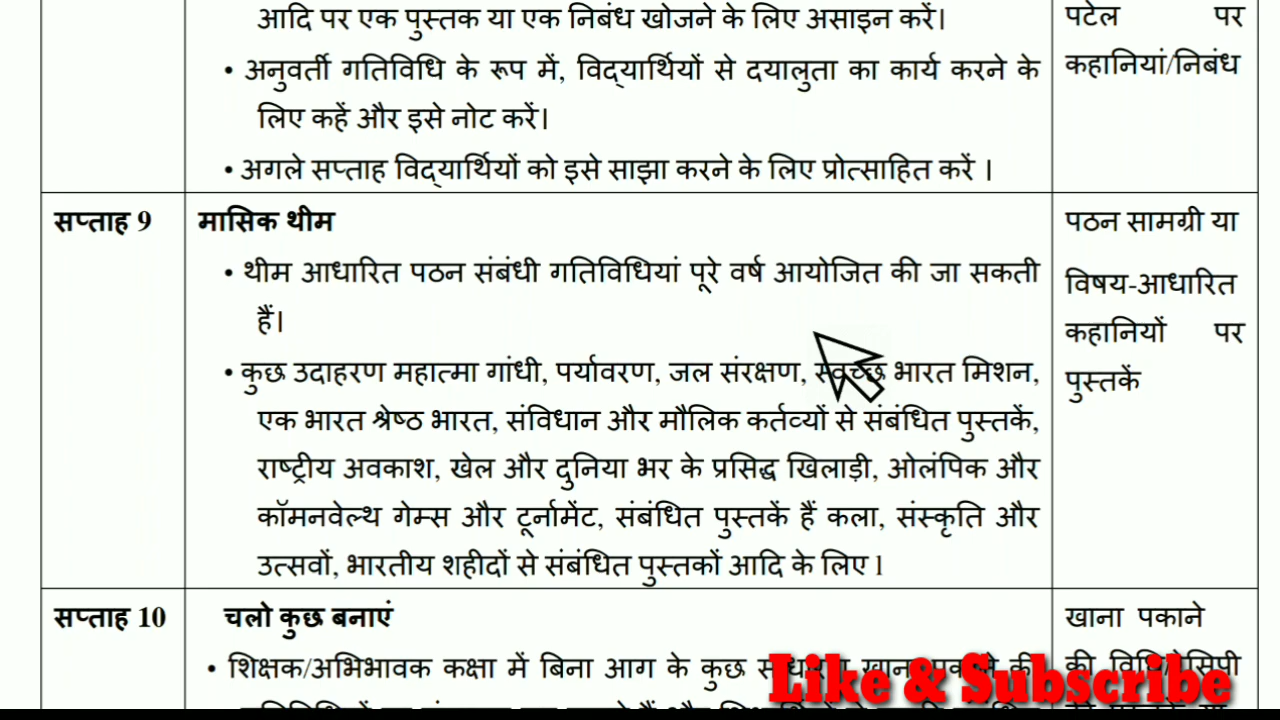 आदि पर एक पुस्तक या एक निबंध खोजने के लिए असाइन करें।
• अनुवर्ती गतिविधि के रूप में, विद्यार्थियों से दयालुता का कार्य करने के
लिए कहें और इसे नोट करें।
• अगले सप्ताह विद्यार्थियों को इसे साझा करने के लिए प्रोत्साहित करें ।
पटेल पर
कहानियां/निबंध
सप्ताह 9
मासिक थीम
• थीम आधारित पठन संबंधी गतिविधियां पूरे वर्ष आयोजित की जा सकती
हैं।
• कुछ उदाहरण महात्मा गांधी, पर्यावरण, जल संरक्षण, स्वच्छ भारत मिशन,
एक भारत श्रेष्ठ भारत, संविधान और मौलिक कर्तव्यों से संबंधित पुस्तकें,
राष्ट्रीय अवकाश, खेल और दुनिया भर के प्रसिद्ध खिलाड़ी, ओलंपिक और
कॉमनवेल्थ गेम्स और टूर्नामेंट, संबंधित पुस्तकें हैं कला, संस्कृति और
उत्सवों, भारतीय शहीदों से संबंधित पुस्तकों आदि के लिए l
पठन सामग्री या
विषय-आधारित
कहानियों पर
पुस्तकें
सप्ताह 10
चलो कुछ बनाएं
• शिक्षक/अभिभावक कक्षा में बिना आग के कुछ
खाना पकाने
की
Like & Subscribe